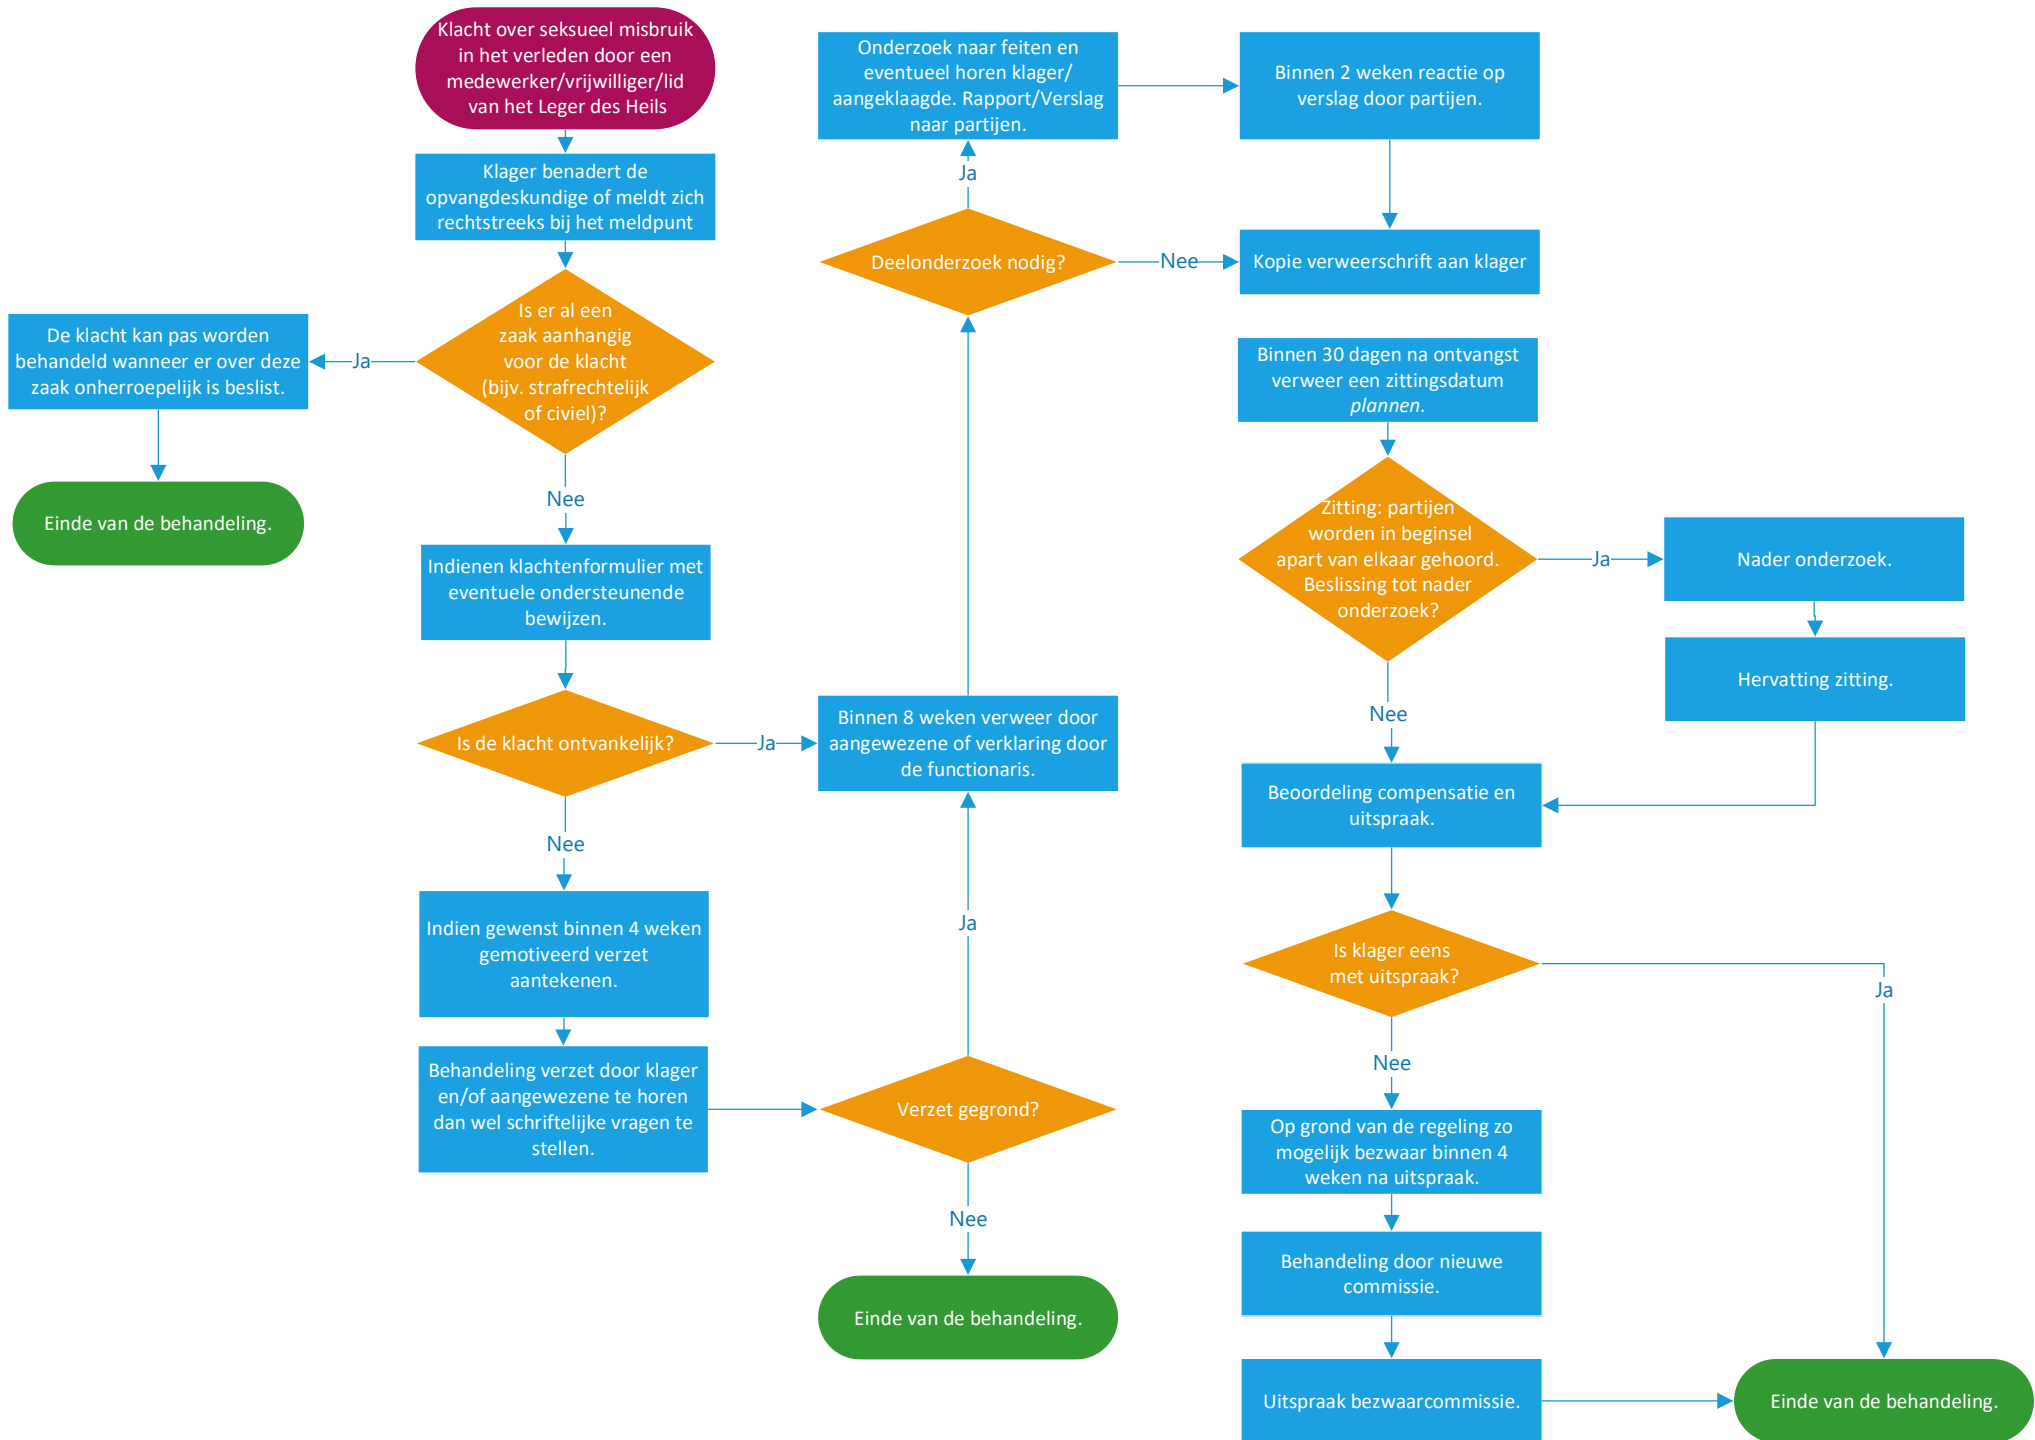 Klacht over seksueel misbruik
in het verleden door een
medewerker/vrijwilliger/lid
van het Leger des Heils
Klager benadert de
opvangdeskundige of meldt zich
rechtstreeks bij het meldpunt
Is er al een
zaak aanhangig
voor de klacht
(bijv. strafrechtelijk
of civiel)?
Ja
De klacht kan pas worden
behandeld wanneer er over deze
zaak onherroepelijk is beslist.
Einde van de behandeling.
Nee
Indienen klachtenformulier met
eventuele ondersteunende
bewijzen.
Is de klacht ontvankelijk?
Ja
Nee
Indien gewenst binnen 4 weken
gemotiveerd verzet
aantekenen.
Behandeling verzet door klager
en/of aangewezene te horen
dan wel schriftelijke vragen te
stellen.
Verzet gegrond?
Ja
Nee
Einde van de behandeling.
Binnen 8 weken verweer door
aangewezene of verklaring door
de functionaris.
Deelonderzoek nodig?
Ja
Nee
Onderzoek naar feiten en
eventueel horen klager/
aangeklaagde. Rapport/Verslag
naar partijen.
Binnen 2 weken reactie op
verslag door partijen.
Kopie verweerschrift aan klager
Binnen 30 dagen na ontvangst
verweer een zittingsdatum
plannen.
Zitting: partijen
worden in beginsel
apart van elkaar gehoord.
Beslissing tot nader
onderzoek?
Ja
Nader onderzoek.
Hervatting zitting.
Nee
Beoordeling compensatie en
uitspraak.
Is klager eens
met uitspraak?
Ja
Nee
Op grond van de regeling zo
mogelijk bezwaar binnen 4
weken na uitspraak.
Behandeling door nieuwe
commissie.
Uitspraak bezwaarcommissie.
Einde van de behandeling.